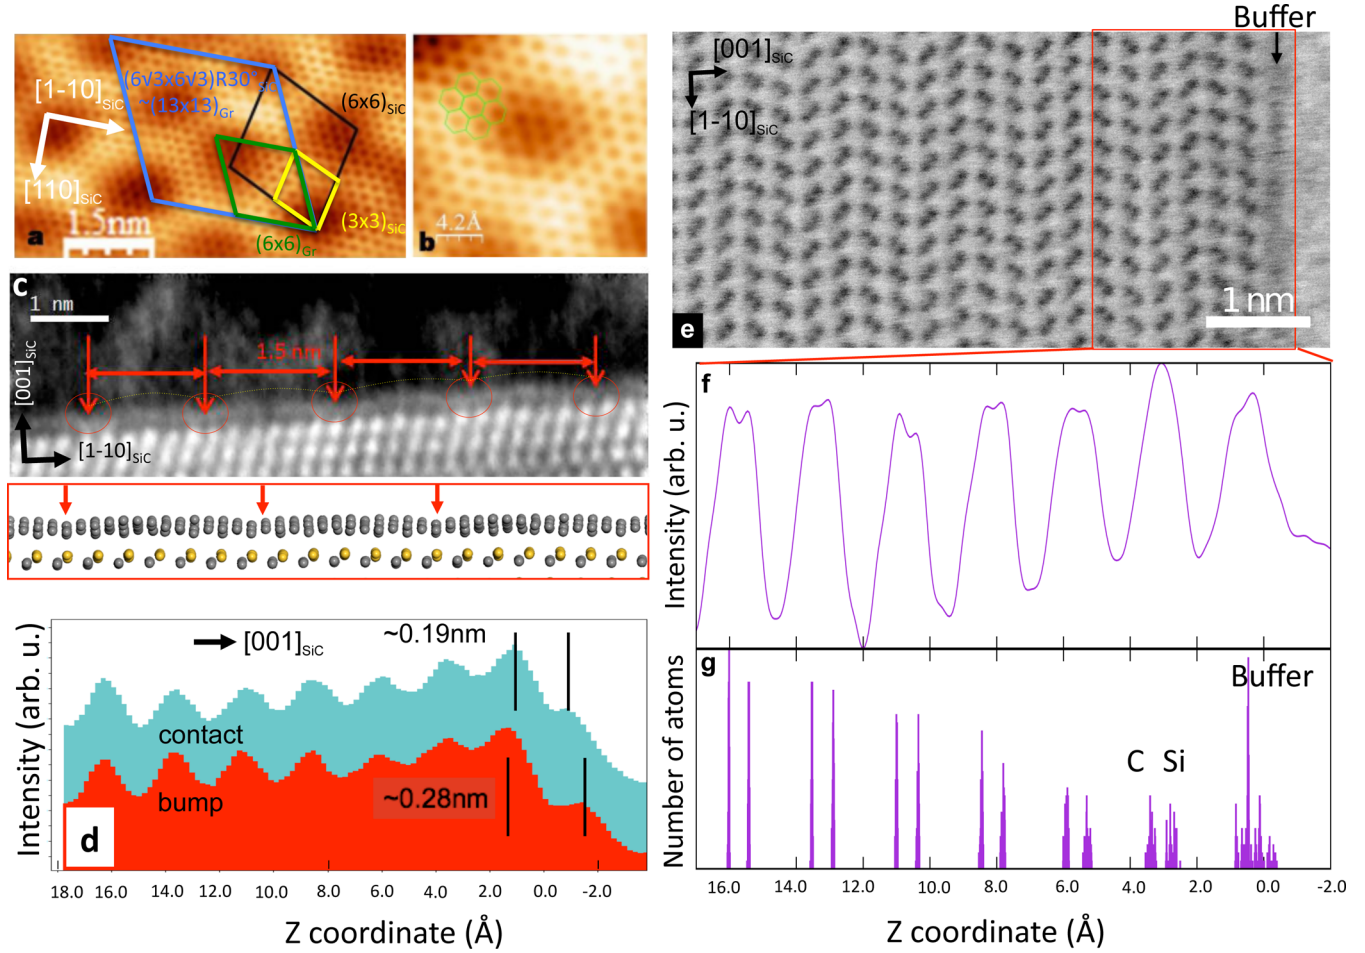 Buffer
[1-10]SiC
[110]SiC
(6√3x6√3)R30°SiC
~(13x13)Gr
(6x6)SiC
(3x3)SiC
(6x6)Gr
1.5nm
a
4.2Å
b
[001]SiC
[1-10]SiC
1 nm
e
c
1 nm
1.5 nm
[001]SiC
[1-10]SiC
f
Intensity (arb. u.)
Intensity (arb. u.)
[001]SiC
~0.19nm
contact
bump
~0.28nm
d
18.0 16.0 14.0 12.0 10.0 8.0 6.0 4.0 2.0 0.0 -2.0
Z coordinate (Å)
g
Number of atoms
Buffer
C Si
16.0 14.0 12.0 10.0 8.0 6.0 4.0 2.0 0.0 -2.0
Z coordinate (Å)